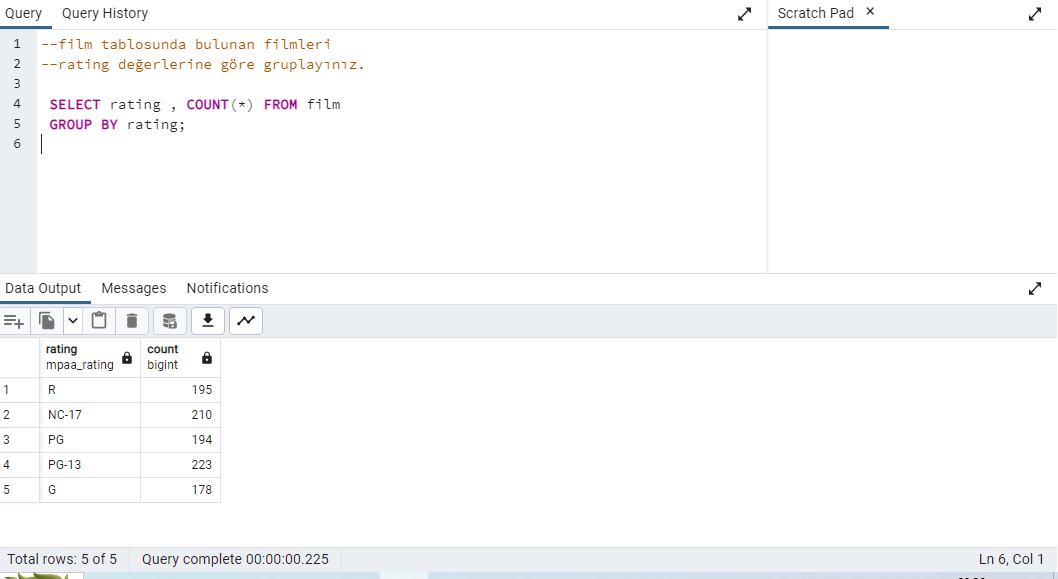 Query Query History Scratch Pad ×
1 --film tablosunda bulunan filmleri
2 --rating değerlerine göre gruplayınız.
3
4 SELECT rating , COUNT(*) FROM film
5 GROUP BY rating;
6
Data Output Messages Notifications
rating count
mpaa_rating bigint
1 R 195
2 NC-17 210
3 PG 194
4 PG-13 223
5 G 178
Total rows: 5 of 5 Query complete 00:00:00.225 Ln 6, Col 1